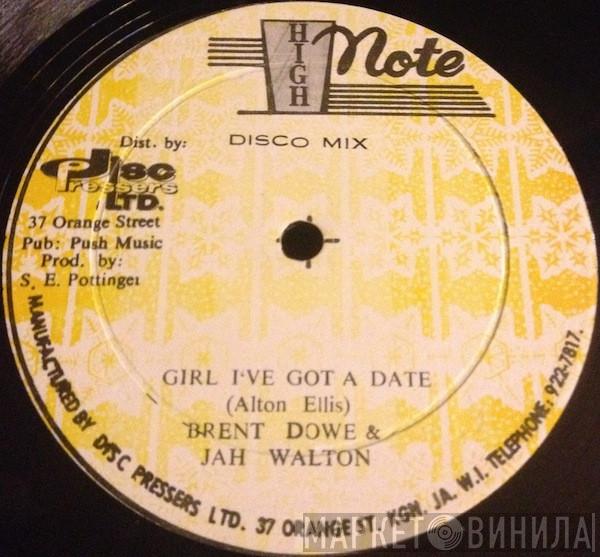 HIGH
Note
Dist. by:
DISCO MIX
Disc
Pressers
LTD.
37 Orange Street
Pub: Push Music
Prod. by:
S. E. Pottinger
GIRL I'VE GOT A DATE
(Alton Ellis)
BRENT DOWE &
JAH WALTON
MANUFACTURED BY DISC PRESSERS LTD. 37 ORANGE ST. KGN. JA. W.I. TELEPHONE: 922-7817.
МАРКЕТ ВИНИЛА